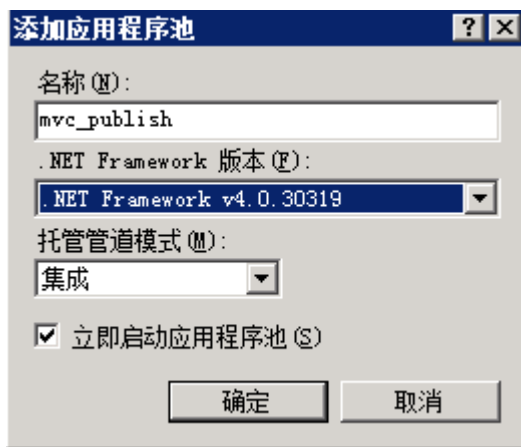 添加应用程序池
名称(N):
mvc_publish
.NET Framework 版本(F):
.NET Framework v4.0.30319
托管管道模式(M):
集成
立即启动应用程序池(S)
确定 取消